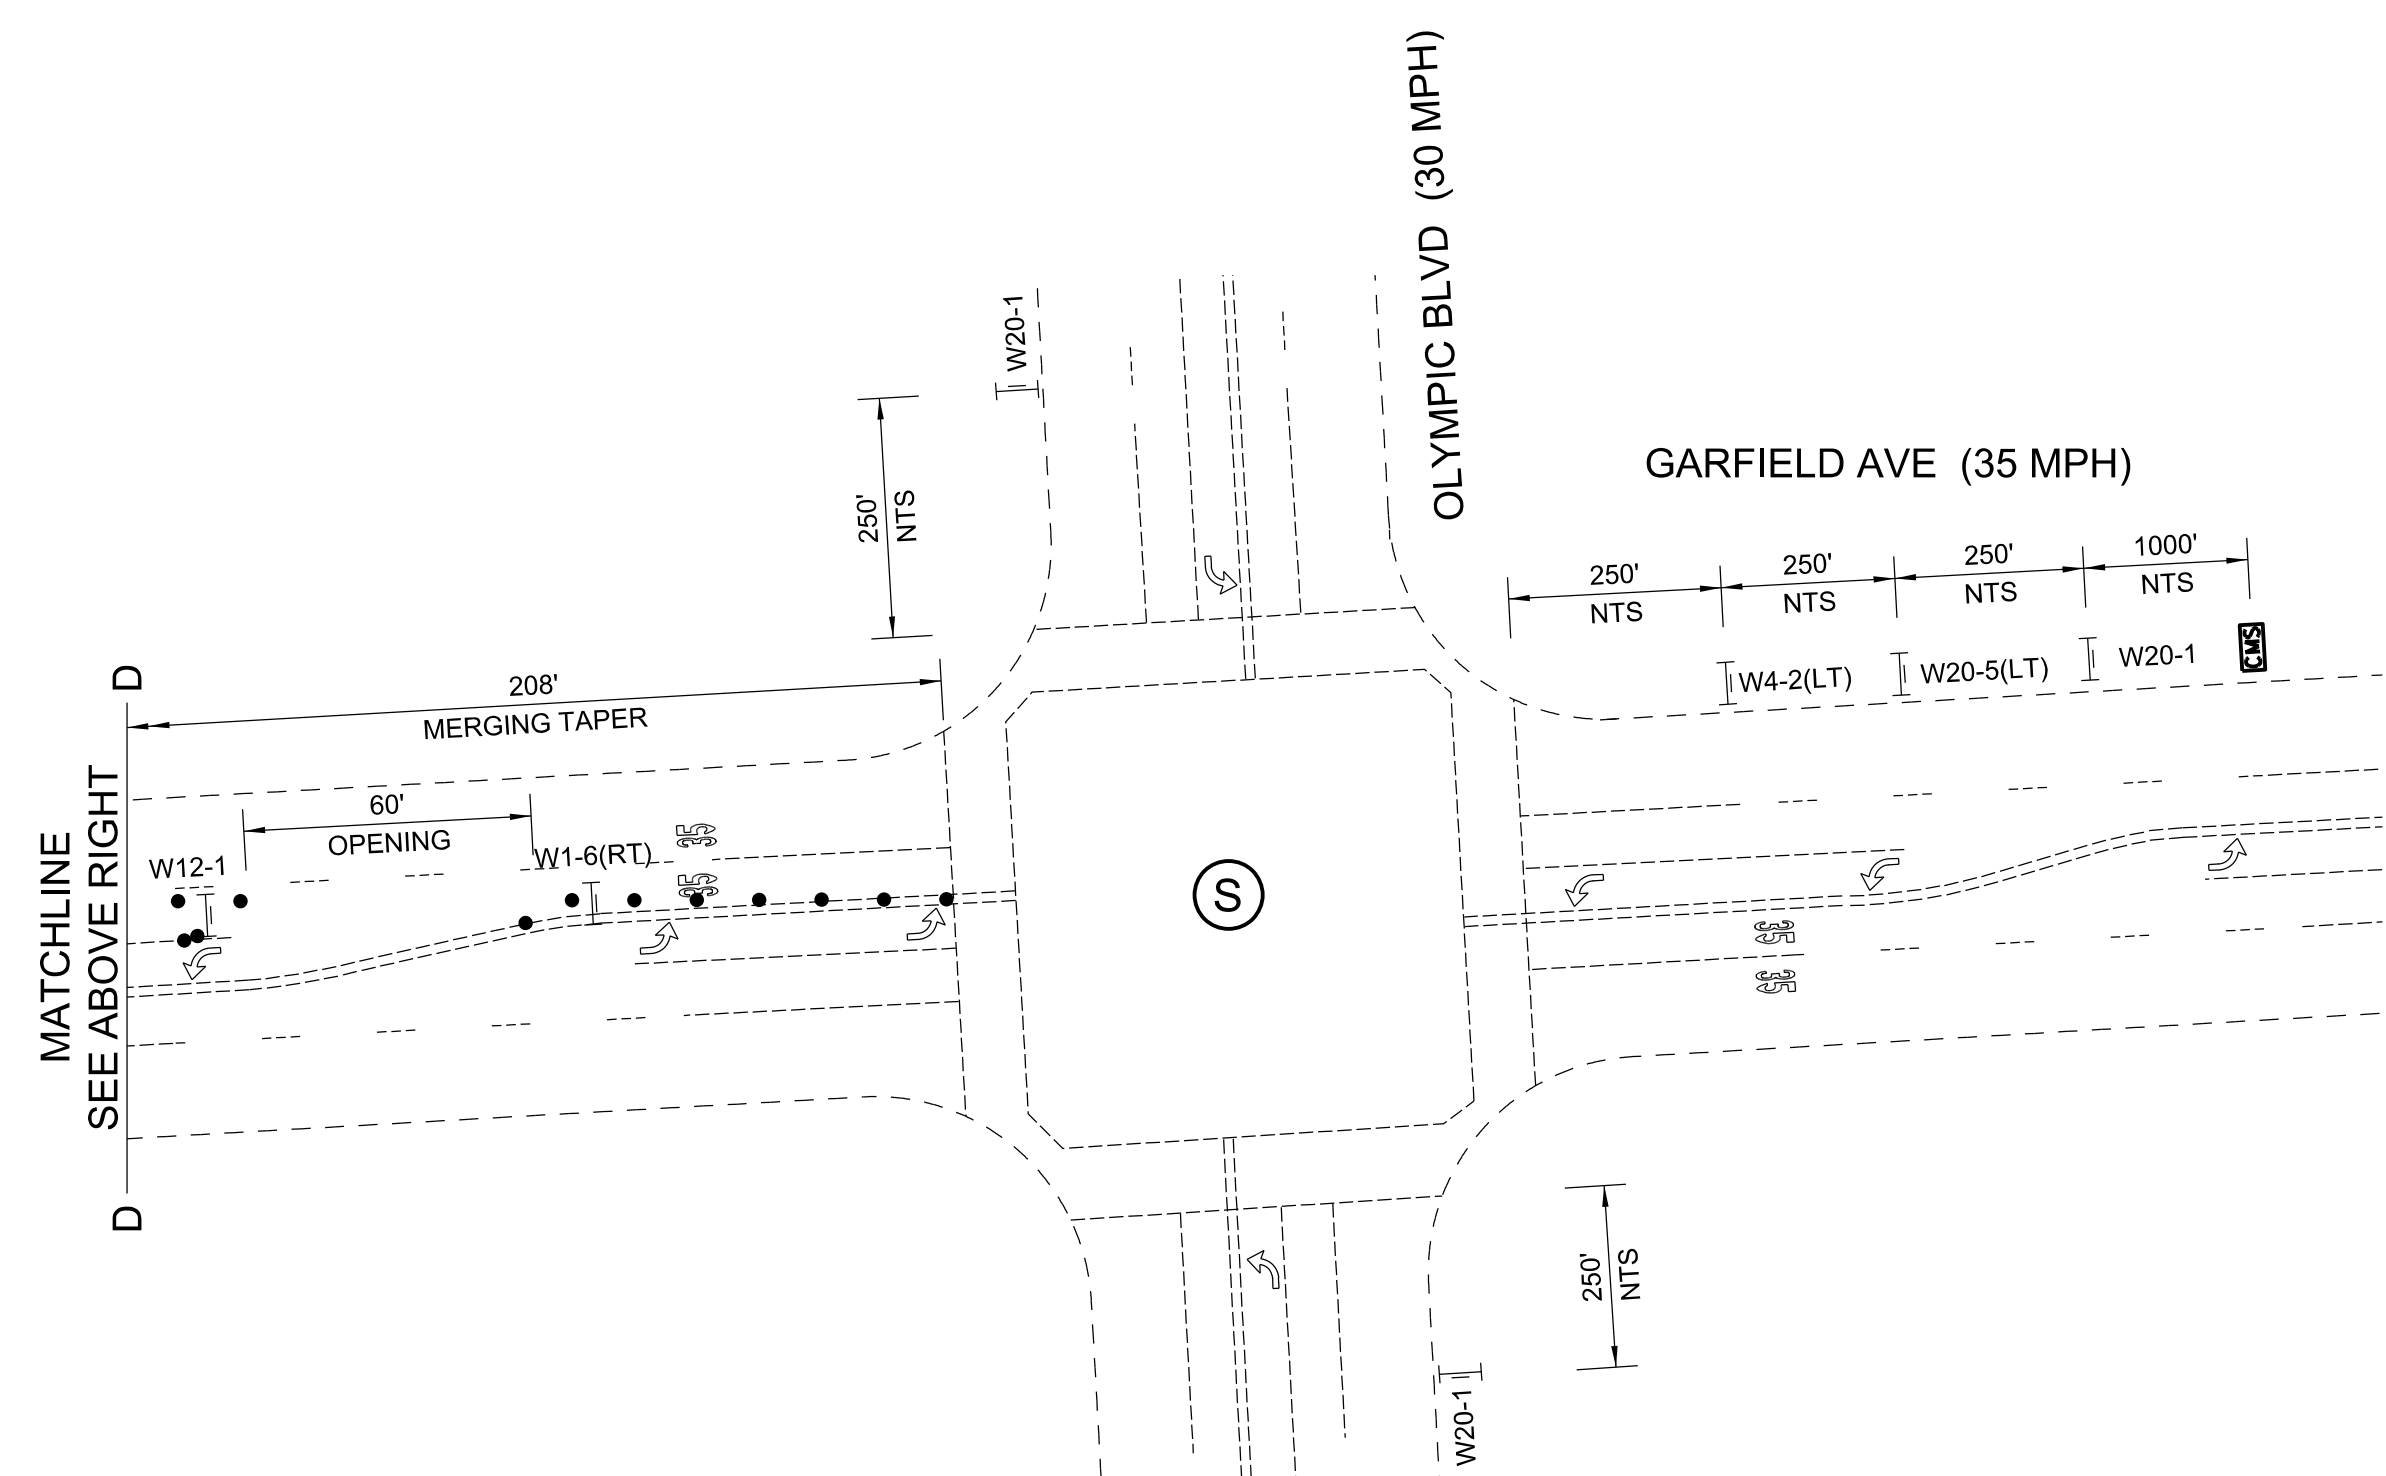 OLYMPIC BLVD (30 MPH)
W20-1
250'
NTS
GARFIELD AVE (35 MPH)
250'
NTS
250'
NTS
250'
NTS
1000'
NTS
W4-2(LT)
W20-5(LT)
W20-1
CMS
D
208'
MERGING TAPER
MATCHLINE
SEE ABOVE RIGHT
60'
OPENING
W12-1
W1-6(RT)
35
35
S
35
35
D
250'
NTS
W20-1